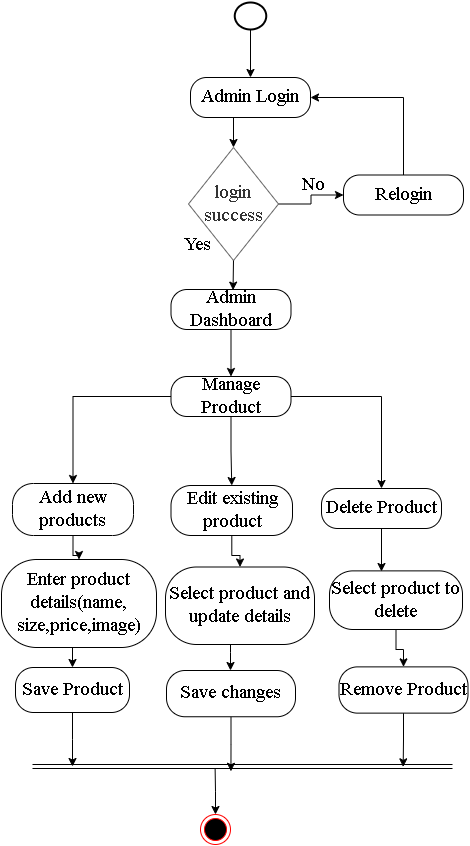 Admin Login
login
success
No
Relogin
Yes
Admin
Dashboard
Manage
Product
Add new
products
Edit existing
product
Delete Product
Enter product
details(name,
size,price,image)
Select product and
update details
Select product to
delete
Save Product
Save changes
Remove Product